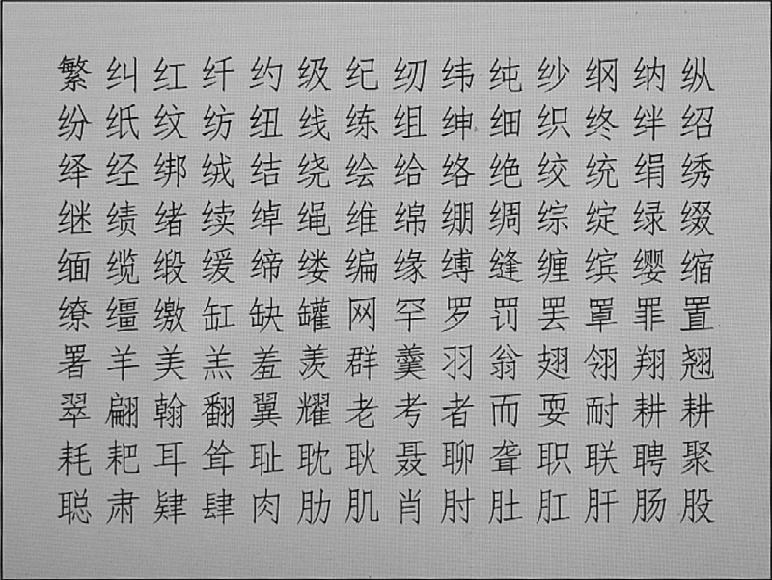 繁纠红纤约级纪纫纬纯纱纲纳纵
纷纸纹纺纽线练组绅细织终绊绍
绎经绑绒结绕绘给络绝绞统绢绣
继绩绪续绰绳维绵绷绸综绽绿缀
缅缆缎缓缔缕编缘缚缝缠缤缨缩
缭缰缴缸缺罐网罕罗罚罢罩罪置
署羊美羔羞羡群羹羽翁翅翎翔翘
翠翩翰翻翼耀老考者而耍耐耕耕
耗耙耳耸耻耽耿聂聊聋职联聘聚
聪肃肄肆肉肋肌肖肘肚肛肝肠股